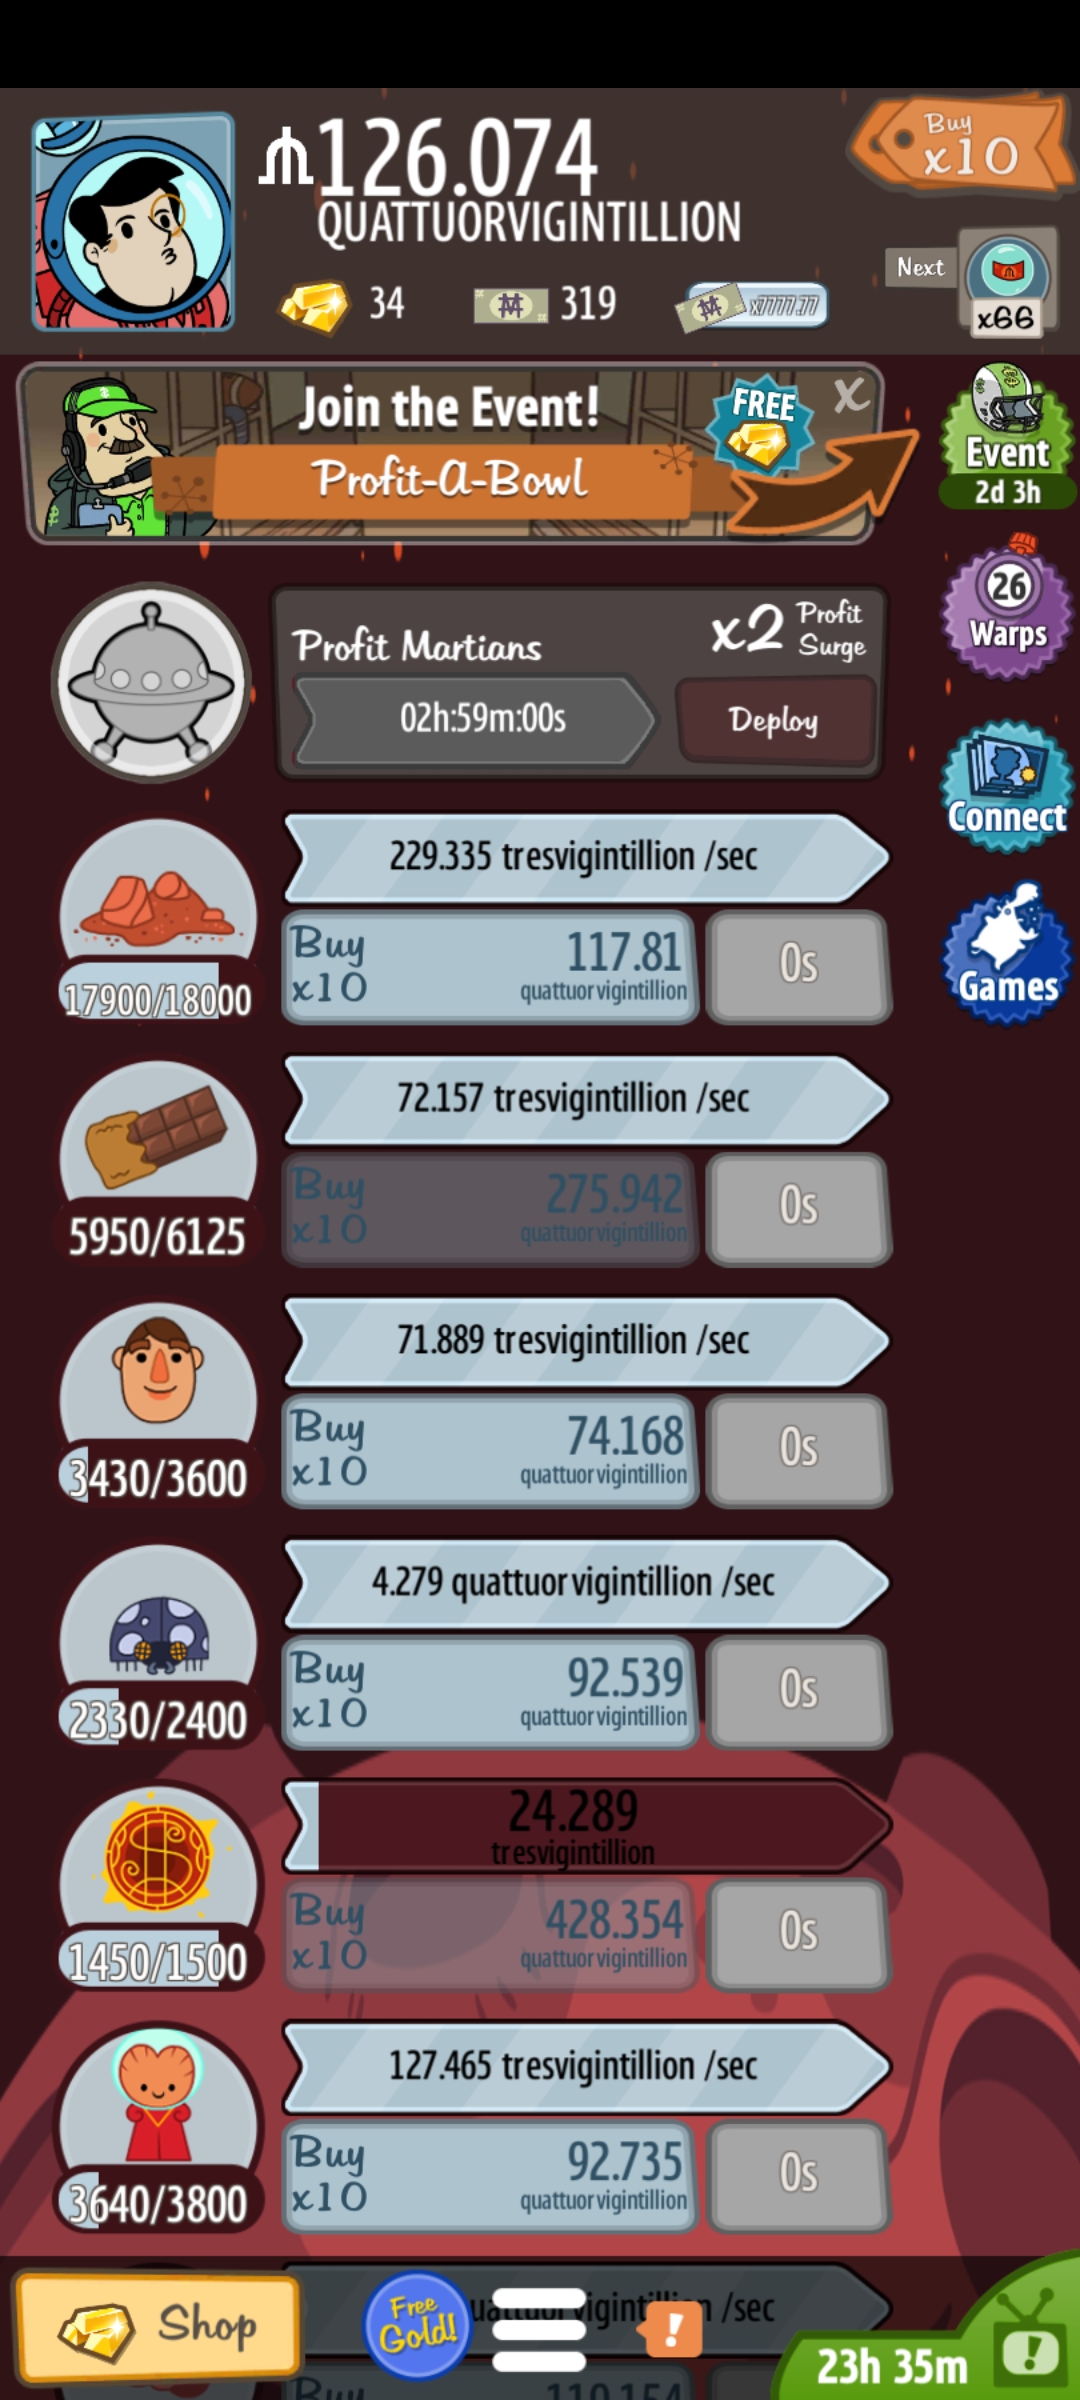 126.074
QUATTUORVIGINTILLION
Buy
x10
34
319
x7777.77
Next
x66
Join the Event!
Profit-A-Bowl
FREE
X
Event
2d 3h
Profit Martians
x2 Profit Surge
02h:59m:00s
Deploy
26
Warps
229.335 tresvigintillion /sec
Connect
17900/18000
Buy x10
117.81
quattuorvigintillion
0s
Games
72.157 tresvigintillion /sec
5950/6125
Buy x10
275.942
quattuorvigintillion
0s
71.889 tresvigintillion /sec
3430/3600
Buy x10
74.168
quattuorvigintillion
0s
4.279 quattuorvigintillion /sec
2330/2400
Buy x10
92.539
quattuorvigintillion
0s
24.289
tresvigintillion
1450/1500
Buy x10
428.354
quattuorvigintillion
0s
127.465 tresvigintillion /sec
3640/3800
Buy x10
92.735
quattuorvigintillion
0s
Shop
Free Gold!
/sec
!
!
23h 35m
Buy